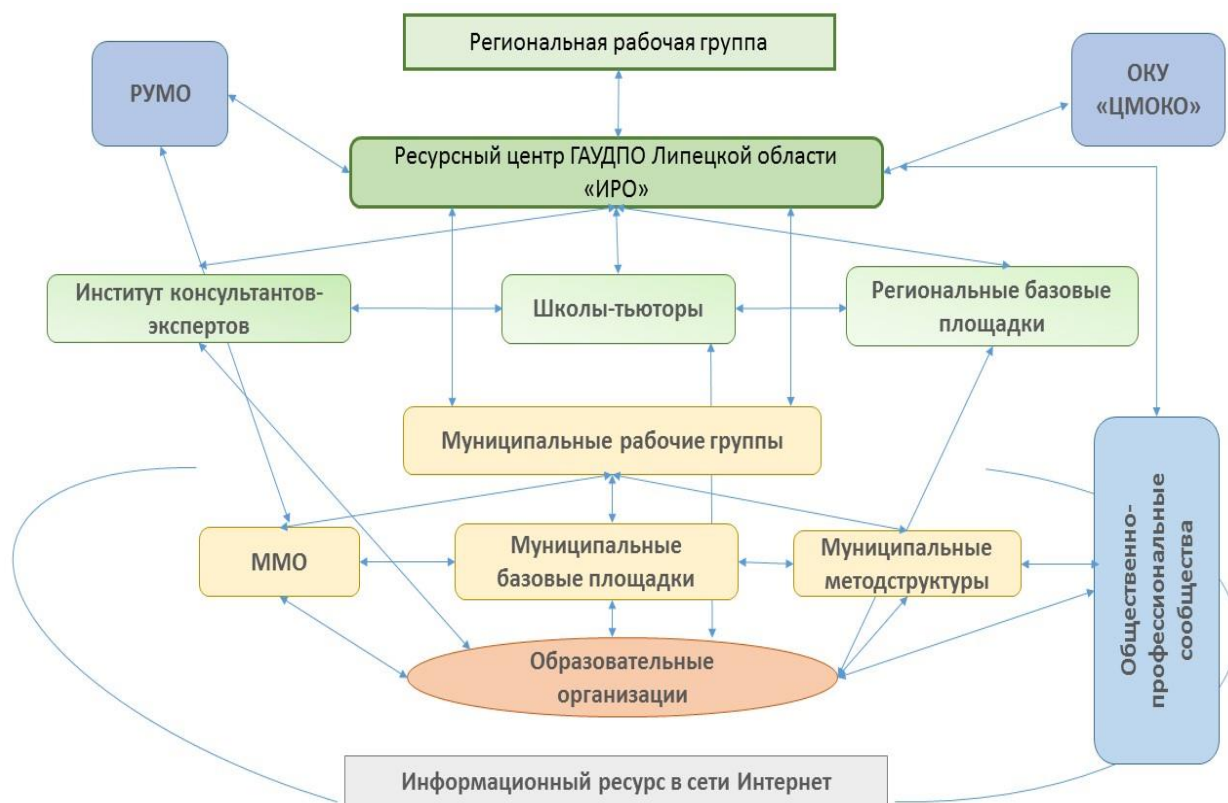 Региональная рабочая группа
РУМО
ОКУ
«ЦМОКО»
Ресурсный центр ГАУДПО Липецкой области
«ИРО»
Институт консультантов-
экспертов
Школы-тьюторы
Региональные базовые
площадки
Муниципальные рабочие группы
ММО
Муниципальные
базовые площадки
Муниципальные
методструктуры
Общественно-
профессиональные
сообщества
Образовательные
организации
Информационный ресурс в сети Интернет